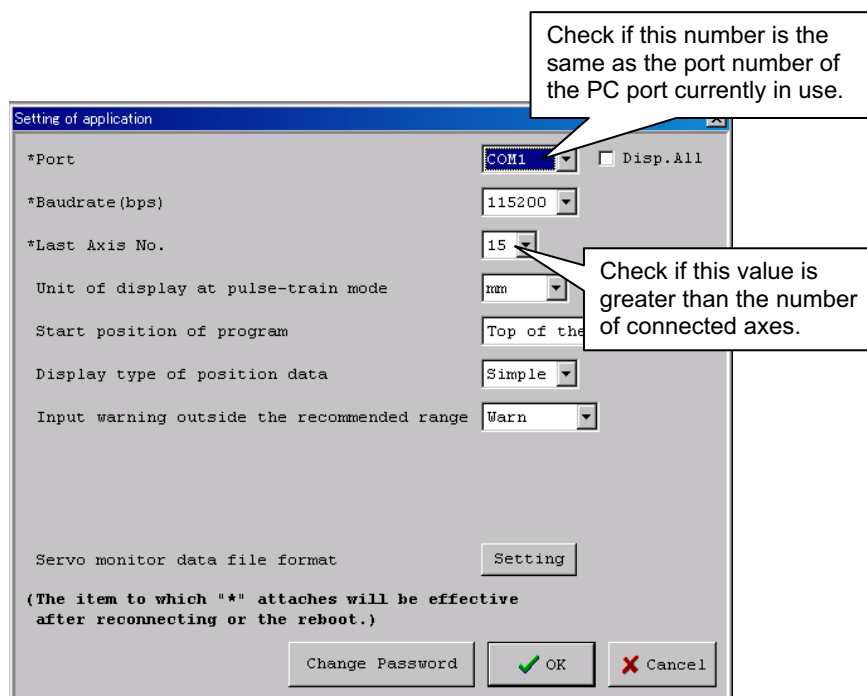 Check if this number is the
same as the port number of
the PC port currently in use.
Setting of application
*Port
COM1
Disp.All
*Baudrate(bps)
115200
*Last Axis No.
15
Check if this value is
greater than the number
of connected axes.
Unit of display at pulse-train mode
mm
Start position of program
Top of the
Display type of position data
Simple
Input warning outside the recommended range
Warn
Servo monitor data file format
Setting
(The item to which "*" attaches will be effective
after reconnecting or the reboot.)
Change Password
OK
Cancel